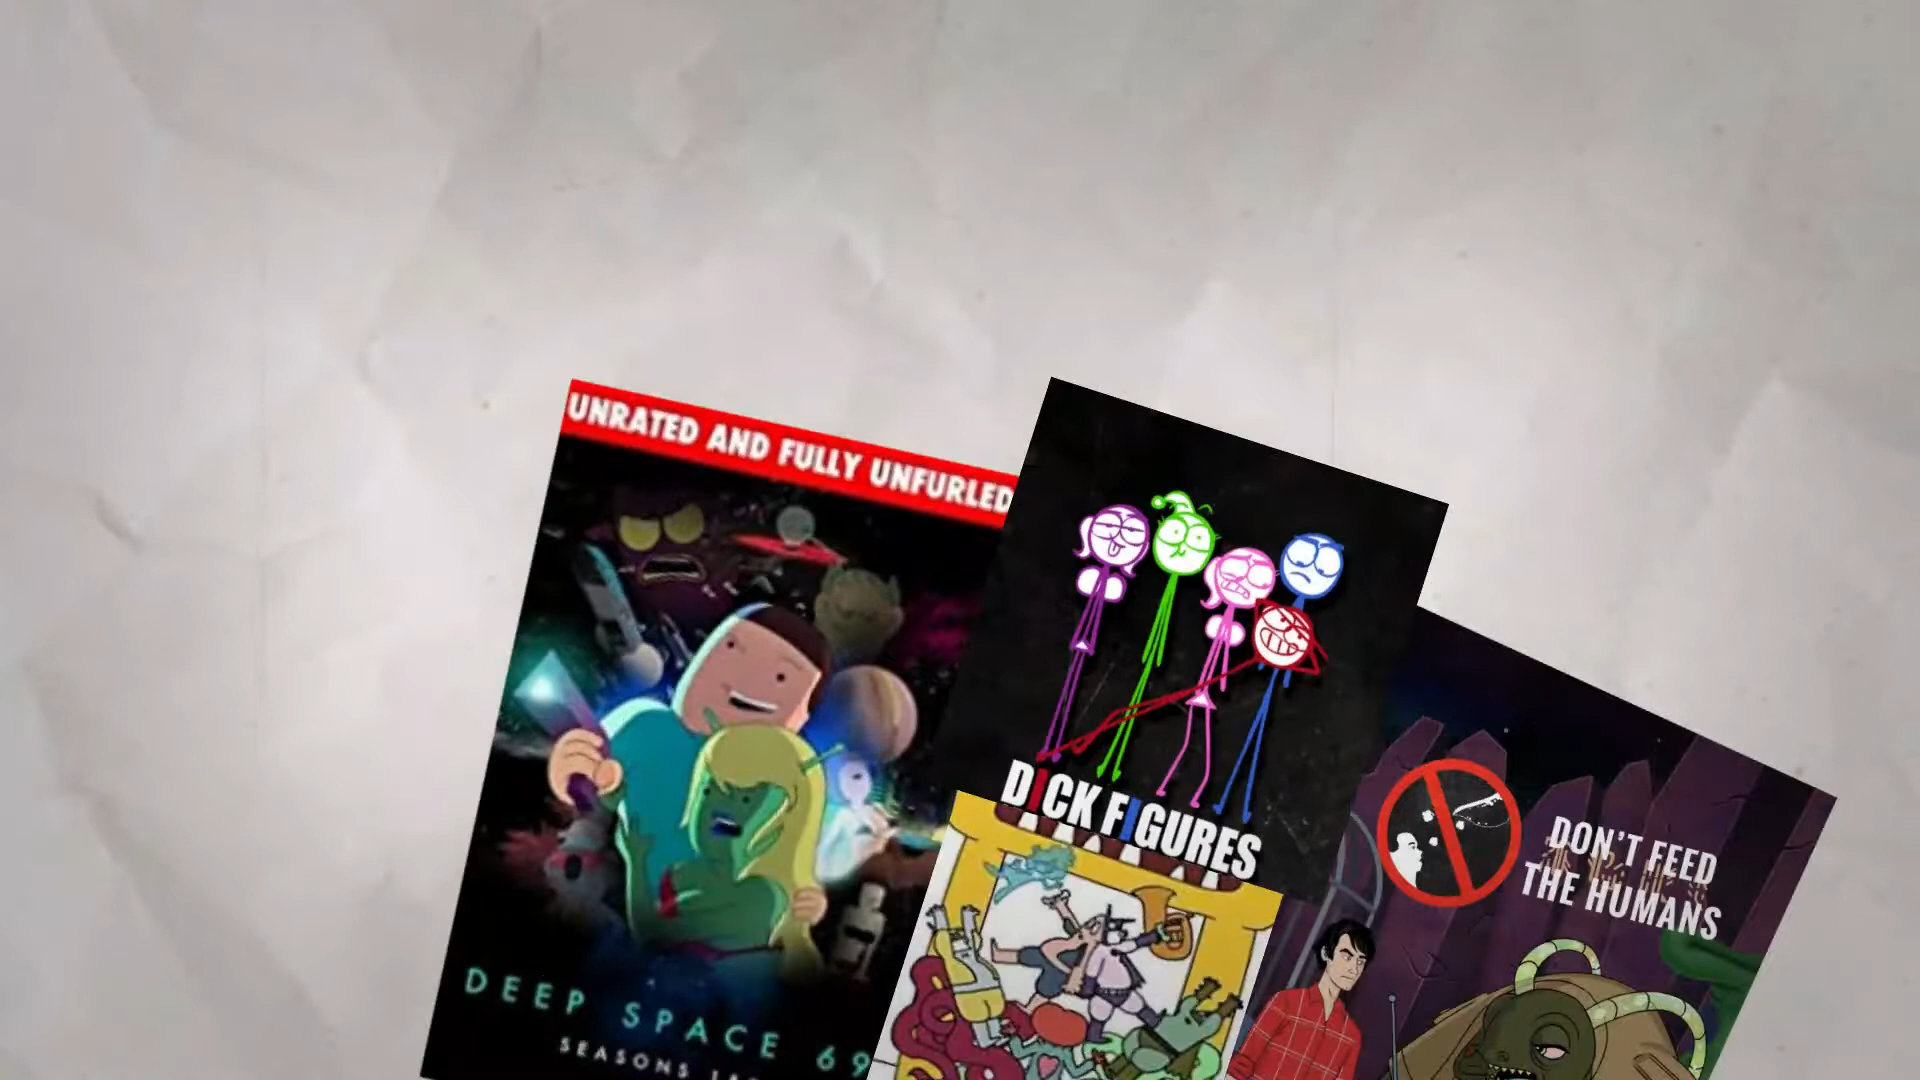 UNRATED AND FULLY UNFURLED
DICK FIGURES
DON'T FEED
THE HUMANS
DEEP SPACE 69
SEASONS